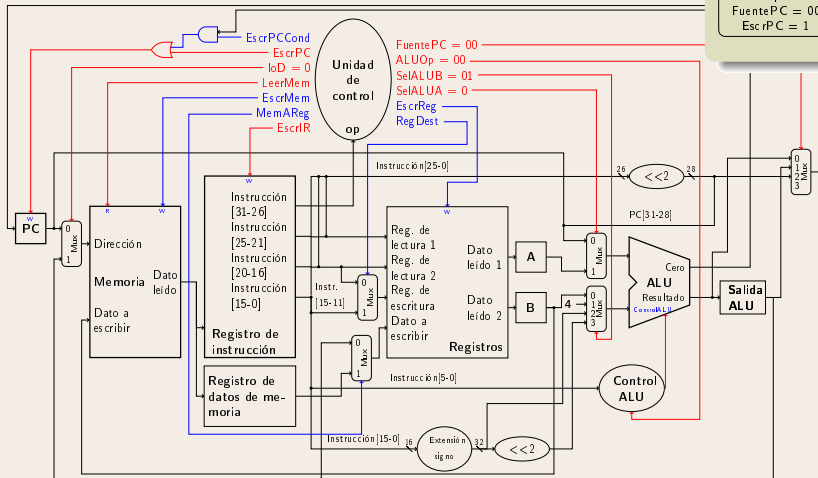 FuentePC = 00
EscrPC = 1
EscrPCCond
EscrPC
IoD = 0
LeerMem
EscrMem
MemAReg
EscrIR
Unidad
de
control
op
FuentePC = 00
ALUOp = 00
SelALUB = 01
SelALUA = 0
EscrReg
RegDest
Instrucción[25-0]
26
<<2
28
0
1
2
3
Mux
PC[31-28]
W
PC
0
1
Mux
R
W
Dirección
Memoria
Dato
leído
Dato a
escribir
W
Instrucción
[31-26]
Instrucción
[25-21]
Instrucción
[20-16]
Instrucción
[15-0]
Registro de
instrucción
Registro de
datos de me-
moria
Instr.
[15-11]
0
1
Mux
0
1
Mux
W
Reg. de
lectura 1
Reg. de
lectura 2
Reg. de
escritura
Dato a
escribir
Dato
leído 1
Dato
leído 2
Registros
A
B
4
0
1
Mux
0
1
2
3
Mux
Cero
ALU
Resultado
ControlALU
Salida
ALU
Instrucción[5-0]
Control
ALU
Instrucción[15-0]
16
Extensión
signo
32
<<2